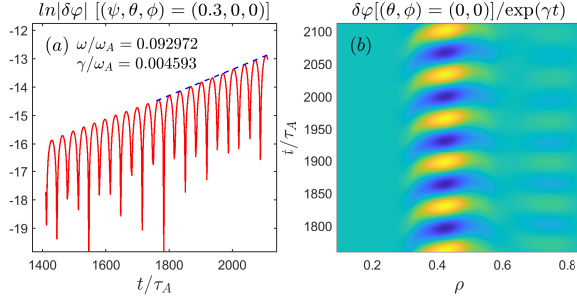 ln|δφ| [(ψ, θ, ϕ) = (0.3, 0, 0)]
(a)
ω/ω_A = 0.092972
γ/ω_A = 0.004593
-12
-13
-14
-15
-16
-17
-18
-19
1400
1600
1800
2000
t/τ_A
δφ[(θ, ϕ) = (0, 0)]/exp(γt)
(b)
2100
2050
2000
1950
1900
1850
1800
t/τ_A
0.2
0.4
0.6
0.8
ρ